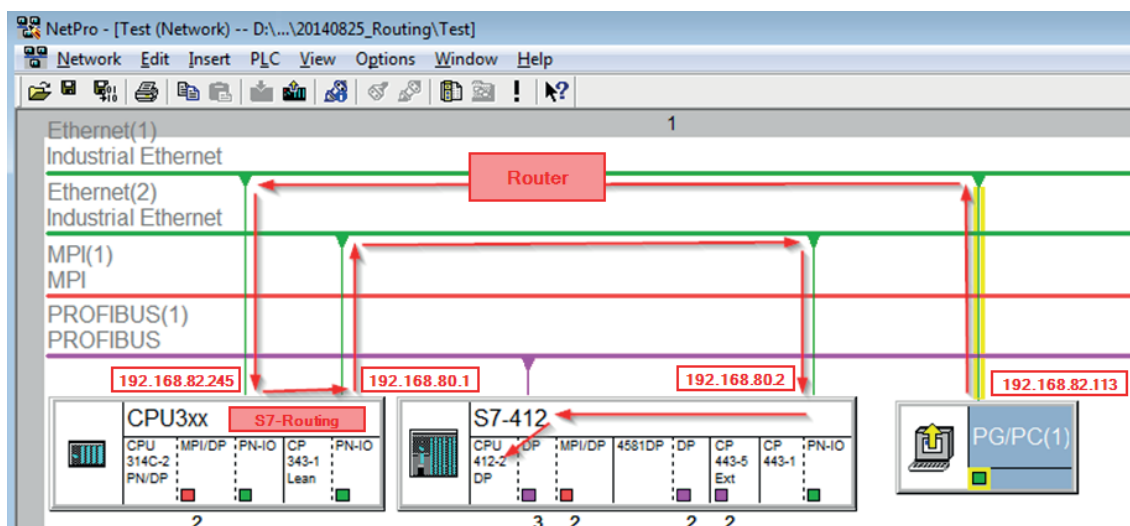 NetPro - [Test (Network) -- D:\...\20140825_Routing\Test]
Network Edit Insert PLC View Options Window Help
1
Ethernet(1)
Industrial Ethernet
Router
Ethernet(2)
Industrial Ethernet
MPI(1)
MPI
PROFIBUS(1)
PROFIBUS
192.168.82.245
192.168.80.1
192.168.80.2
192.168.82.113
CPU3xx
S7-Routing
CPU
314C-2
PN/DP
MPI/DP
PN-IO
CP
343-1
Lean
PN-IO
2
S7-412
CPU
412-2
DP
DP
MPI/DP
4581DP
DP
CP
443-5
Ext
CP
443-1
PN-IO
3 2 2 2
PG/PC(1)